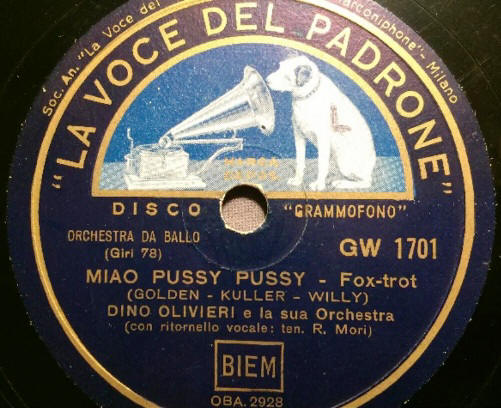 Soc. An. "La Voce del
Marconiphone" - Milano
"LA VOCE DEL PADRONE"
DISCO
"GRAMMOFONO"
ORCHESTRA DA BALLO
(Giri 78)
GW 1701
MIAO PUSSY PUSSY - Fox-trot
(GOLDEN - KULLER - WILLY)
DINO OLIVIERI e la sua Orchestra
(con ritornello vocale: ten. R. Mori)
BIEM
OBA. 2928